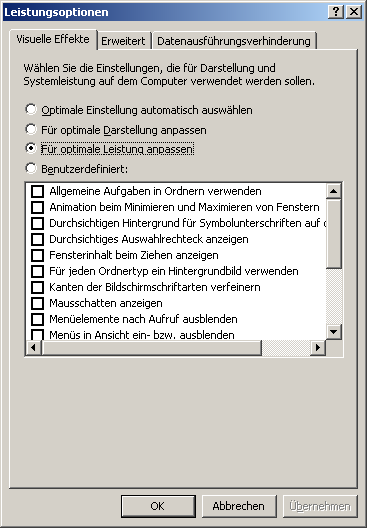 Leistungsoptionen
Visuelle Effekte
Erweitert
Datenausführungsverhinderung
Wählen Sie die Einstellungen, die für Darstellung und
Systemleistung auf dem Computer verwendet werden sollen.
Optimale Einstellung automatisch auswählen
Für optimale Darstellung anpassen
Für optimale Leistung anpassen
Benutzerdefiniert:
Allgemeine Aufgaben in Ordnern verwenden
Animation beim Minimieren und Maximieren von Fenstern
Durchsichtigen Hintergrund für Symbolunterschriften auf
Durchsichtiges Auswahlrechteck anzeigen
Fensterinhalt beim Ziehen anzeigen
Für jeden Ordnertyp ein Hintergrundbild verwenden
Kanten der Bildschirmschriftarten verfeinern
Mausschatten anzeigen
Menüelemente nach Aufruf ausblenden
Menüs in Ansicht ein- bzw. ausblenden
OK
Abbrechen
Übernehmen